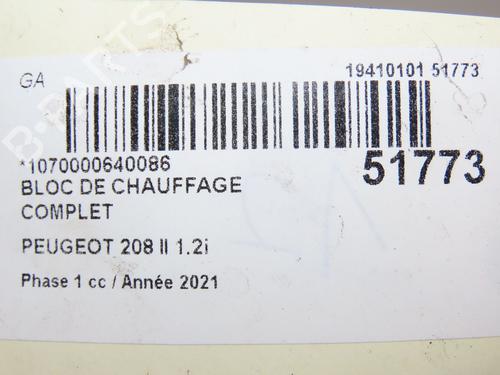 GA
19410101 51773
*1070000640086
51773
BLOC DE CHAUFFAGE
COMPLET
PEUGEOT 208 II 1.2i
Phase 1 cc / Année 2021
B-PARTS